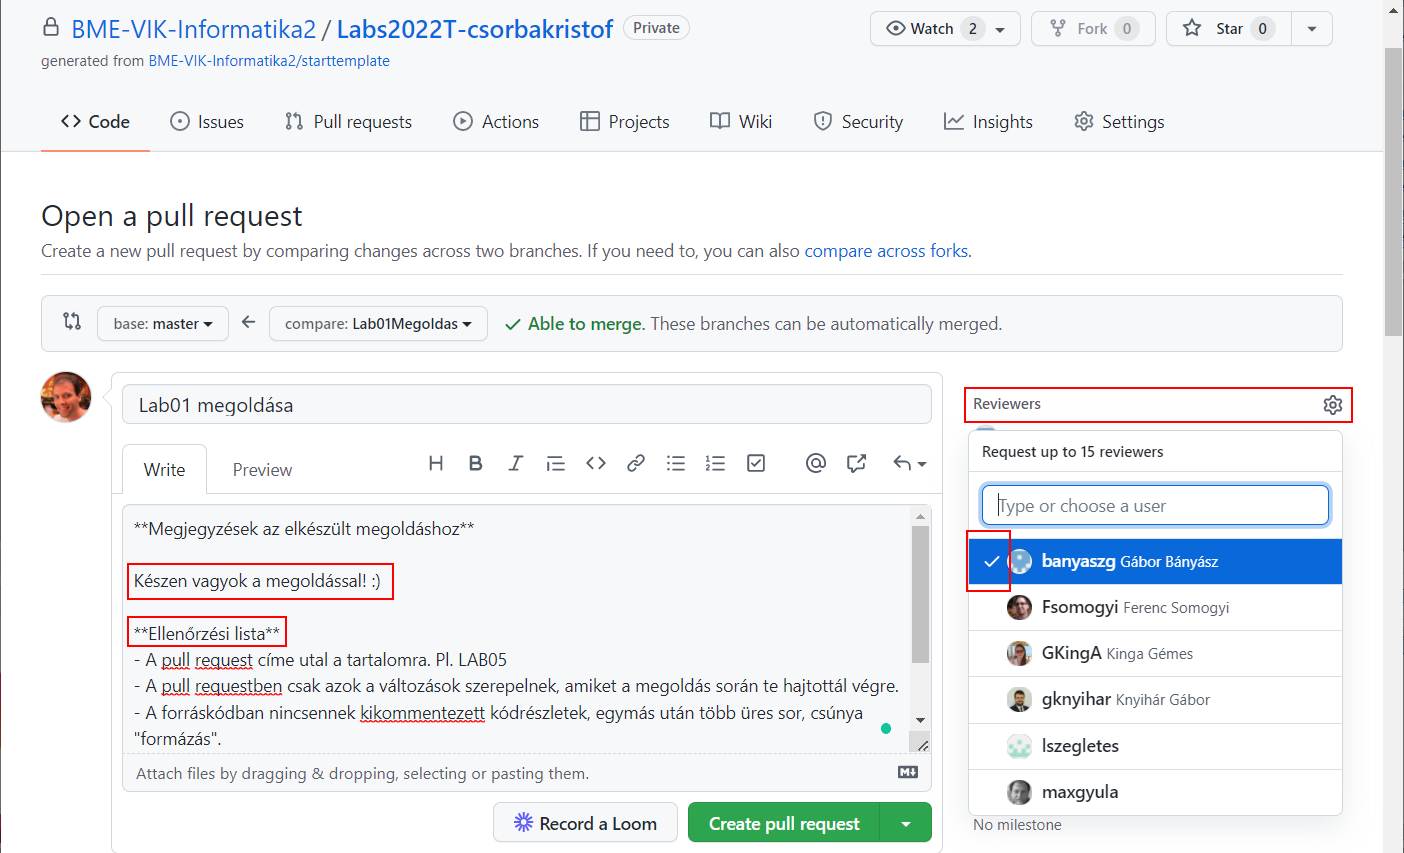 BME-VIK-Informatika2 / Labs2022T-csorbakristof Private
Watch 2 Fork 0 Star 0
generated from BME-VIK-Informatika2/starttemplate
Code Issues Pull requests Actions Projects Wiki Security Insights Settings
Open a pull request
Create a new pull request by comparing changes across two branches. If you need to, you can also compare across forks.
base: master compare: Lab01Megoldas Able to merge. These branches can be automatically merged.
Lab01 megoldása
Write Preview
**Megjegyzések az elkészült megoldáshoz**
Készen vagyok a megoldással! :)
**Ellenőrzési lista**
- A pull request címe utal a tartalomra. Pl. LAB05
- A pull requestben csak azok a változások szerepelnek, amiket a megoldás során te hajtottál végre.
- A forráskódban nincsennek kikommentezett kódrészletek, egymás után több üres sor, csúnya
"formázás".
Attach files by dragging & dropping, selecting or pasting them.
Record a Loom Create pull request
Reviewers
Request up to 15 reviewers
Type or choose a user
banyaszg Gábor Bányász
Fsomogyi Ferenc Somogyi
GKingA Kinga Gémes
gknyihar Knyihár Gábor
lszegletes
maxgyula
No milestone